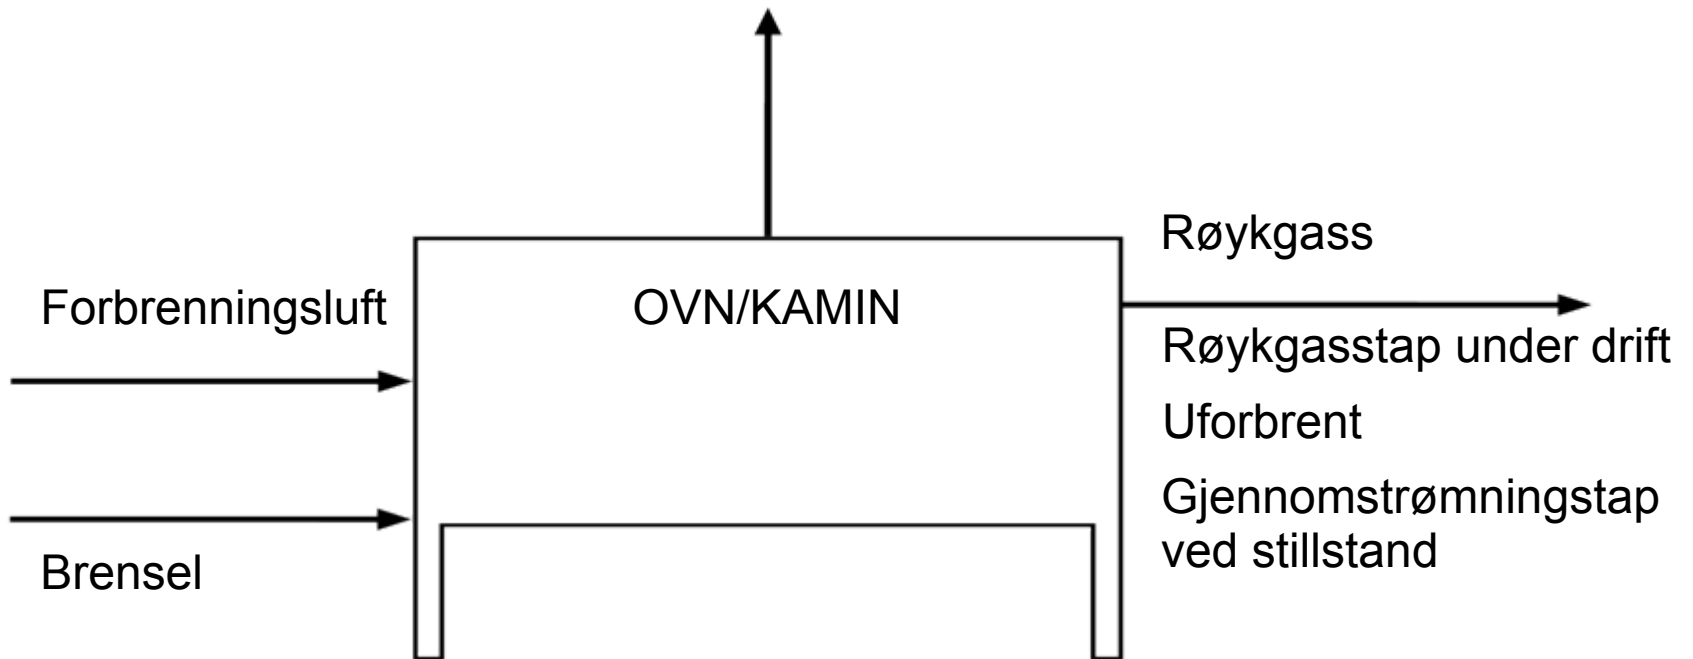 Forbrenningsluft
Brensel
OVN/KAMIN
Røykgass
Røykgasstap under drift
Uforbrent
Gjennomstrømningstap
ved stillstand